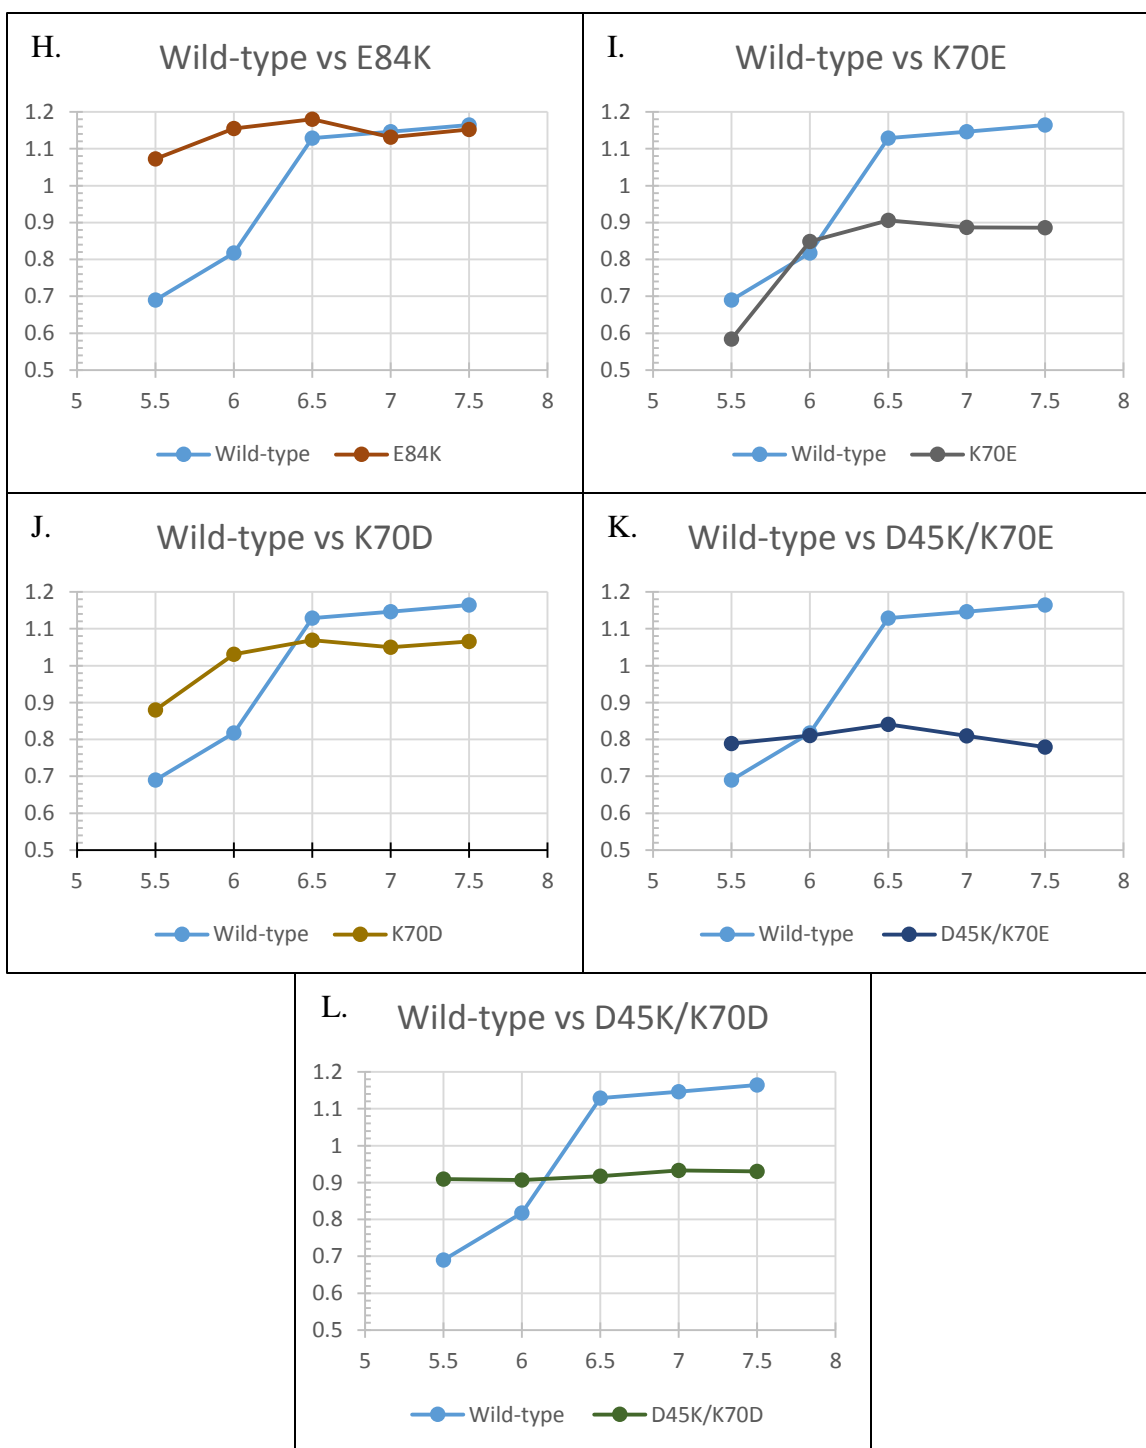 H.
Wild-type vs E84K
1.2
1.1
1
0.9
0.8
0.7
0.6
0.5
5 5.5 6 6.5 7 7.5 8
Wild-type E84K
I.
Wild-type vs K70E
1.2
1.1
1
0.9
0.8
0.7
0.6
0.5
5 5.5 6 6.5 7 7.5 8
Wild-type K70E
J.
Wild-type vs K70D
1.2
1.1
1
0.9
0.8
0.7
0.6
0.5
5 5.5 6 6.5 7 7.5 8
Wild-type K70D
K.
Wild-type vs D45K/K70E
1.2
1.1
1
0.9
0.8
0.7
0.6
0.5
5 5.5 6 6.5 7 7.5 8
Wild-type D45K/K70E
L.
Wild-type vs D45K/K70D
1.2
1.1
1
0.9
0.8
0.7
0.6
0.5
5 5.5 6 6.5 7 7.5 8
Wild-type D45K/K70D